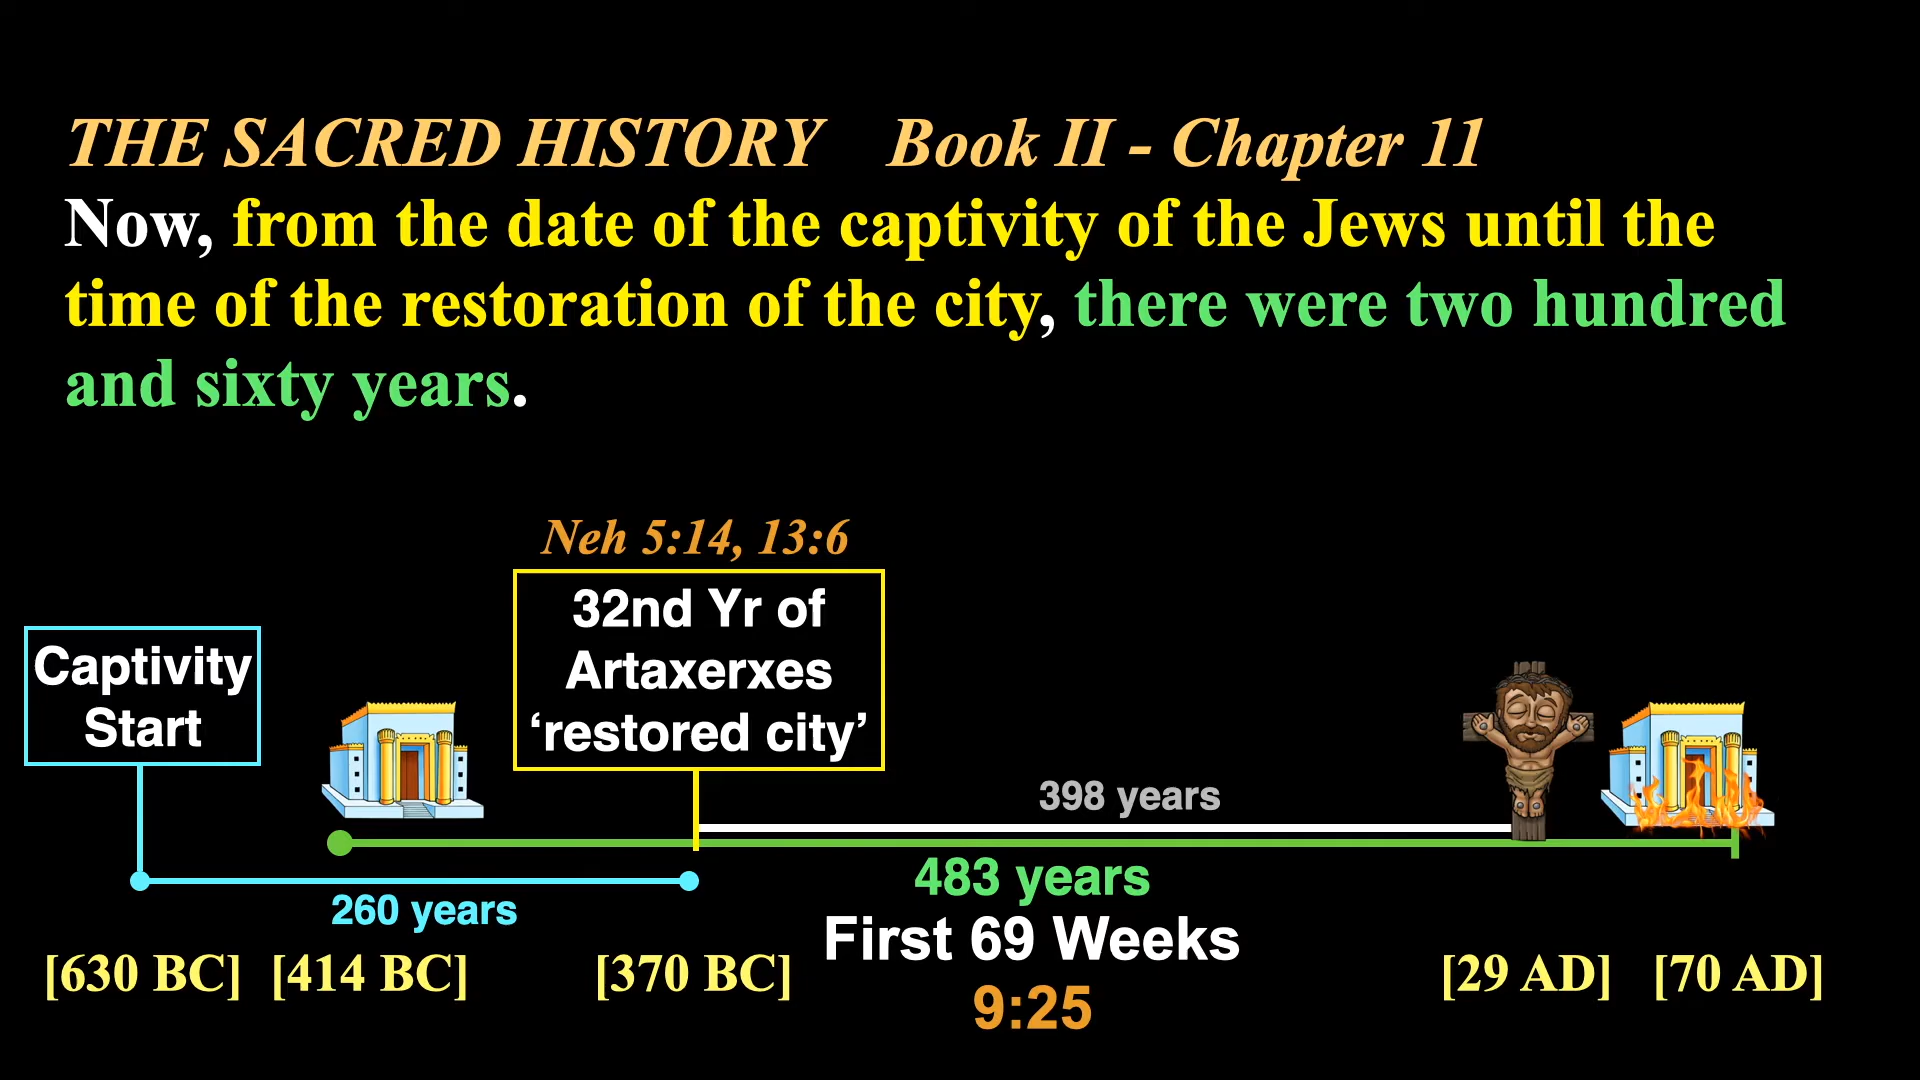 THE SACRED HISTORY Book II - Chapter 11
Now, from the date of the captivity of the Jews until the
time of the restoration of the city, there were two hundred
and sixty years.
Neh 5:14, 13:6
32nd Yr of
Artaxerxes
‘restored city’
Captivity
Start
398 years
483 years
260 years
First 69 Weeks
[630 BC] [414 BC] [370 BC] [29 AD] [70 AD]
9:25